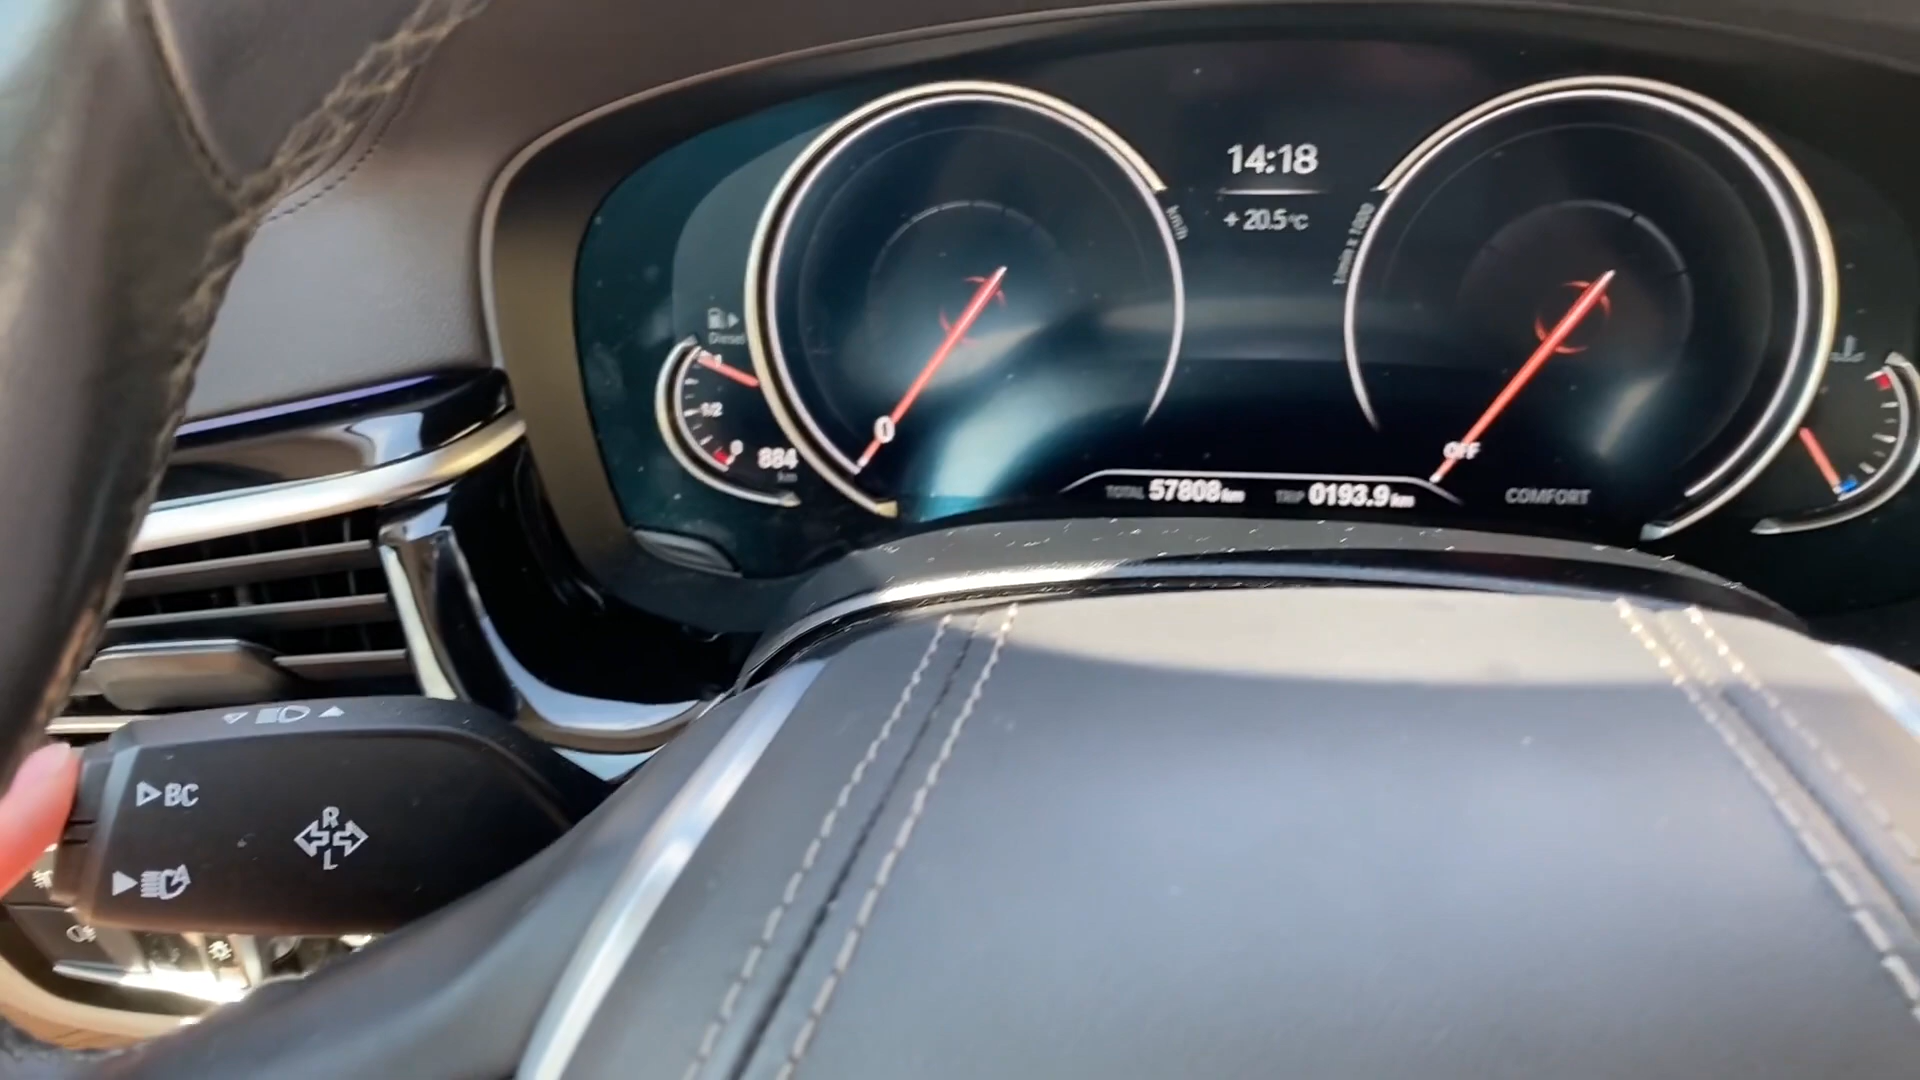 14:18
+ 20.5°C
km/h
1/min x 1000
Diesel
1/2
0
884
km
0
OFF
TOTAL 57808 km TRIP 0193.9 km
COMFORT
BC
R
L